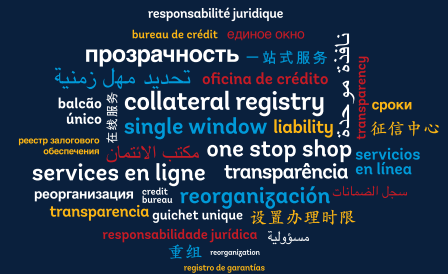 responsabilité juridique
bureau de crédit
единое окно
прозрачность
一站式服务
نافذة موحدة
transparency
تحديد مهل زمنية
oficina de crédito
balcão único
在线服务
collateral registry
сроки
single window
liability
征信中心
реестр залогового обеспечения
مكتب الائتمان
one stop shop
servicios en línea
services en ligne
transparência
реорганизация
credit bureau
reorganización
سجل الضمانات
transparencia
guichet unique
设置办理时限
responsabilidade jurídica
مسؤولية
重组
reorganization
registro de garantías